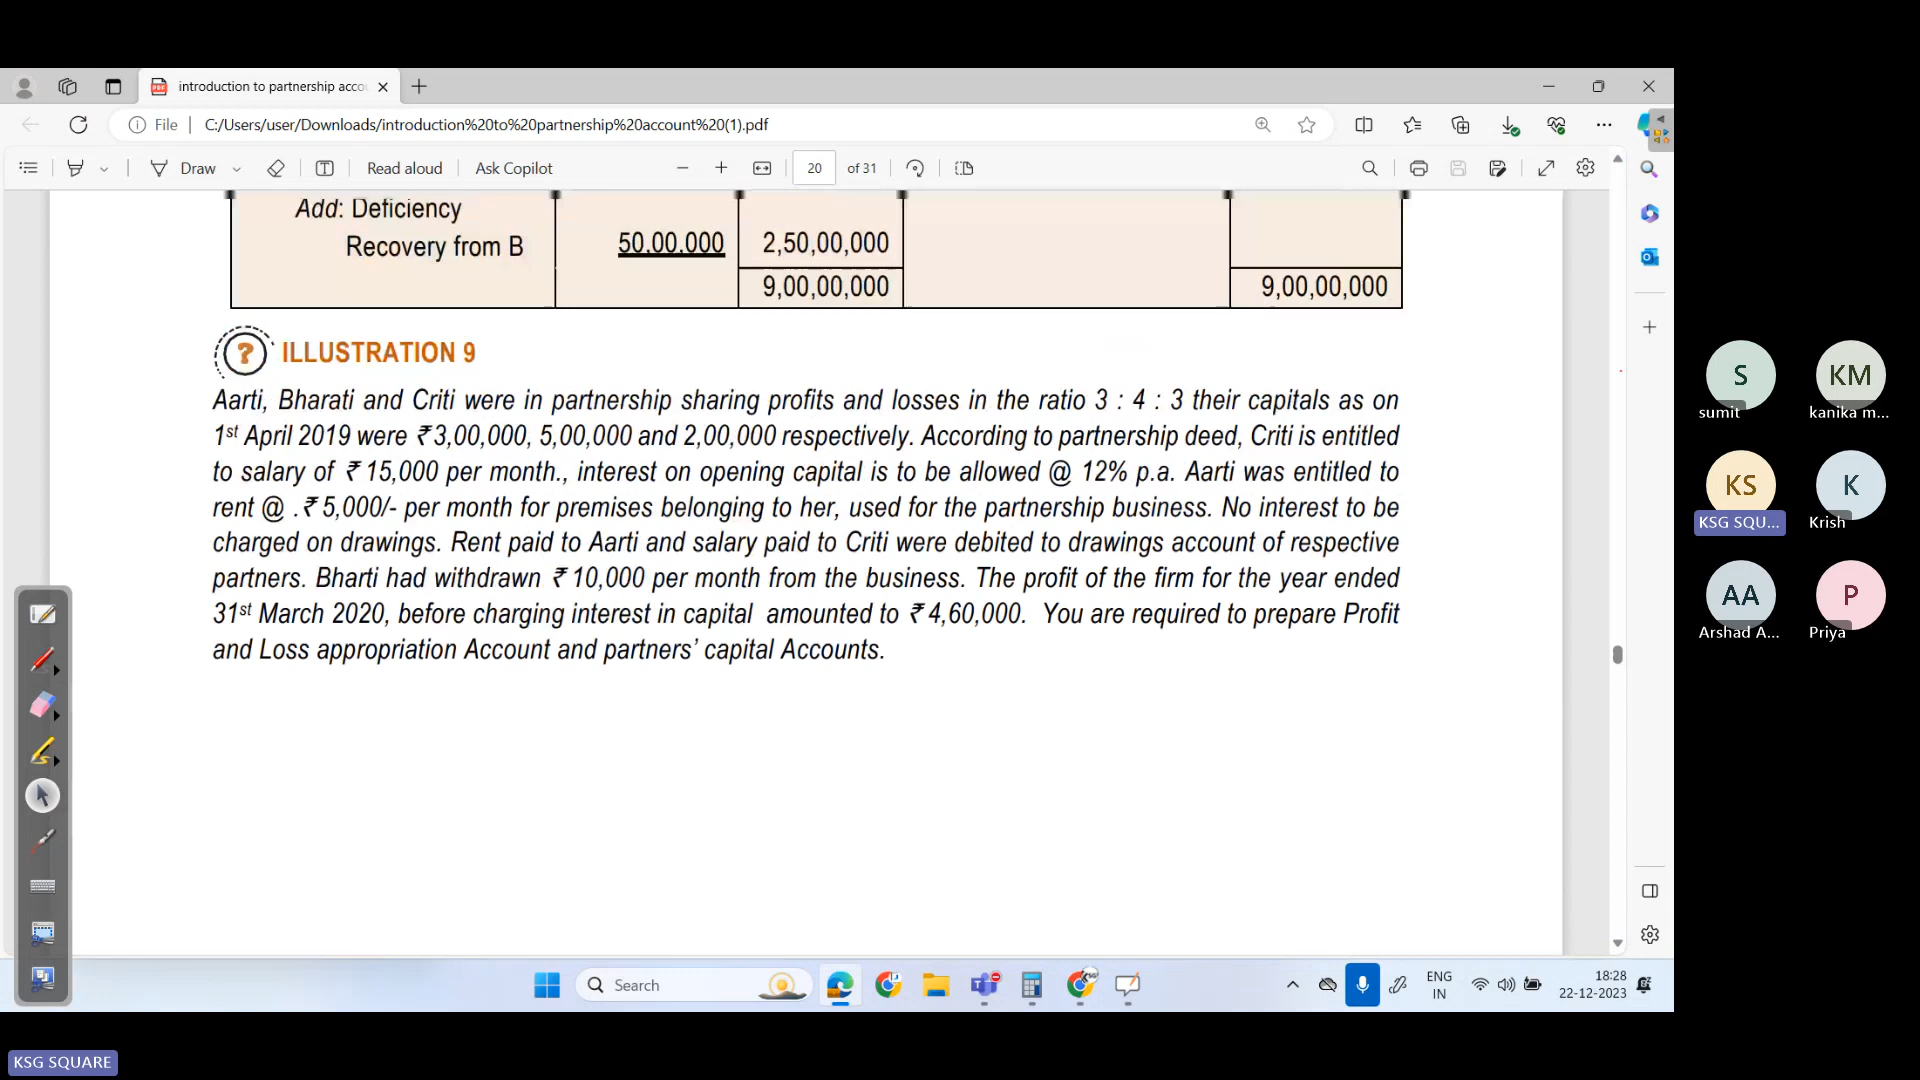 introduction to partnership acco
File
C:/Users/user/Downloads/introduction%20to%20partnership%20account%20(1).pdf
Draw
Read aloud
Ask Copilot
20
of 31
Add: Deficiency
Recovery from B 50,00,000 2,50,00,000
9,00,00,000 9,00,00,000
? ILLUSTRATION 9
Aarti, Bharati and Criti were in partnership sharing profits and losses in the ratio 3 : 4 : 3 their capitals as on
1st April 2019 were ₹ 3,00,000, 5,00,000 and 2,00,000 respectively. According to partnership deed, Criti is entitled
to salary of ₹ 15,000 per month., interest on opening capital is to be allowed @ 12% p.a. Aarti was entitled to
rent @ .₹ 5,000/- per month for premises belonging to her, used for the partnership business. No interest to be
charged on drawings. Rent paid to Aarti and salary paid to Criti were debited to drawings account of respective
partners. Bharti had withdrawn ₹ 10,000 per month from the business. The profit of the firm for the year ended
31st March 2020, before charging interest in capital amounted to ₹ 4,60,000. You are required to prepare Profit
and Loss appropriation Account and partners' capital Accounts.
S
sumit
KM
kanika m...
KS
KSG SQU...
K
Krish
AA
Arshad A...
P
Priya
Search
ENG
IN
18:28
22-12-2023
KSG SQUARE